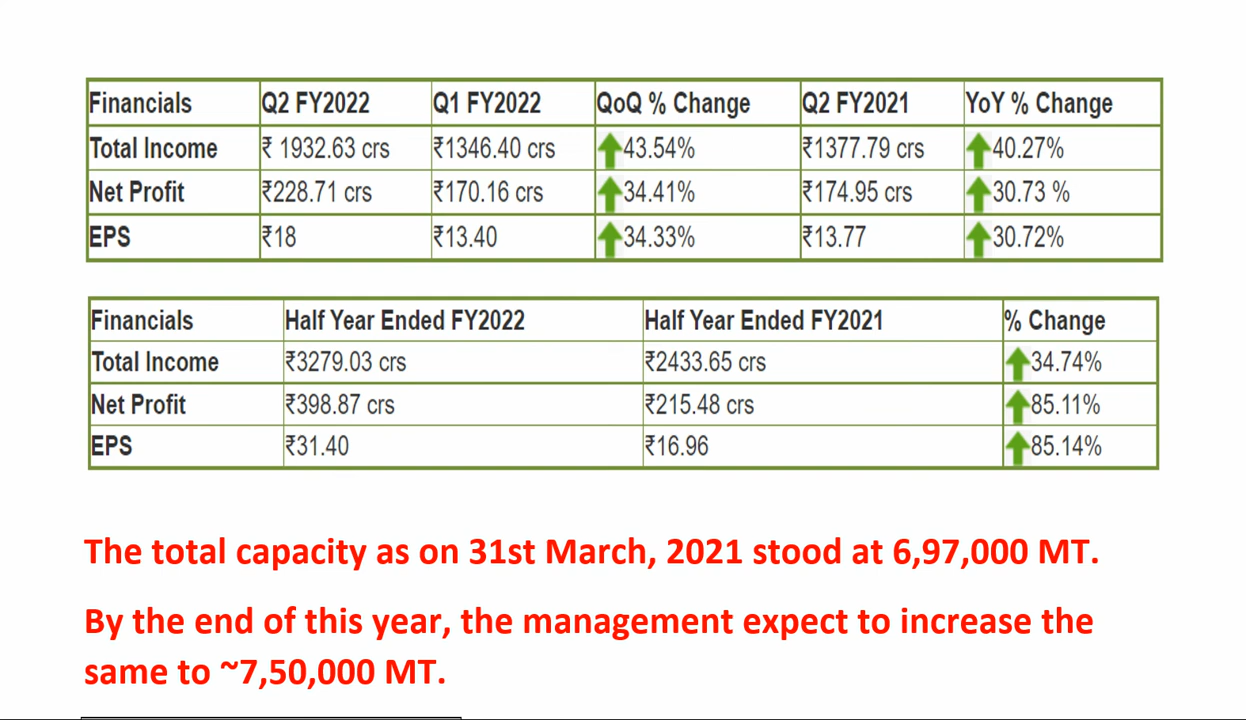 Financials Q2 FY2022 Q1 FY2022 QoQ % Change Q2 FY2021 YoY % Change
Total Income ₹ 1932.63 crs ₹1346.40 crs 43.54% ₹1377.79 crs 40.27%
Net Profit ₹228.71 crs ₹170.16 crs 34.41% ₹174.95 crs 30.73 %
EPS ₹18 ₹13.40 34.33% ₹13.77 30.72%
Financials Half Year Ended FY2022 Half Year Ended FY2021 % Change
Total Income ₹3279.03 crs ₹2433.65 crs 34.74%
Net Profit ₹398.87 crs ₹215.48 crs 85.11%
EPS ₹31.40 ₹16.96 85.14%
The total capacity as on 31st March, 2021 stood at 6,97,000 MT.
By the end of this year, the management expect to increase the
same to ~7,50,000 MT.